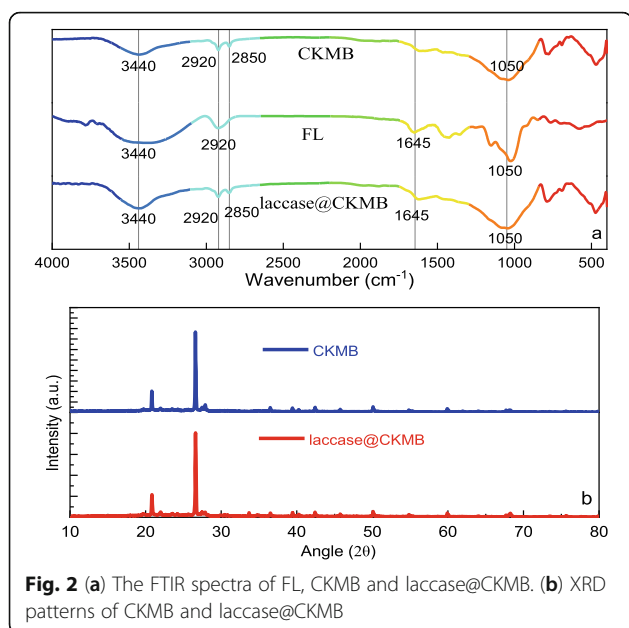 CKMB
3440
2920
2850
1050
FL
3440
2920
1645
1050
laccase@CKMB
3440
2920
2850
1645
1050
a
4000 3500 3000 2500 2000 1500 1000 500
Wavenumber (cm⁻¹)
Intensity (a.u.)
CKMB
laccase@CKMB
b
10 20 30 40 50 60 70 80
Angle (2θ)
Fig. 2 (a) The FTIR spectra of FL, CKMB and laccase@CKMB. (b) XRD
patterns of CKMB and laccase@CKMB